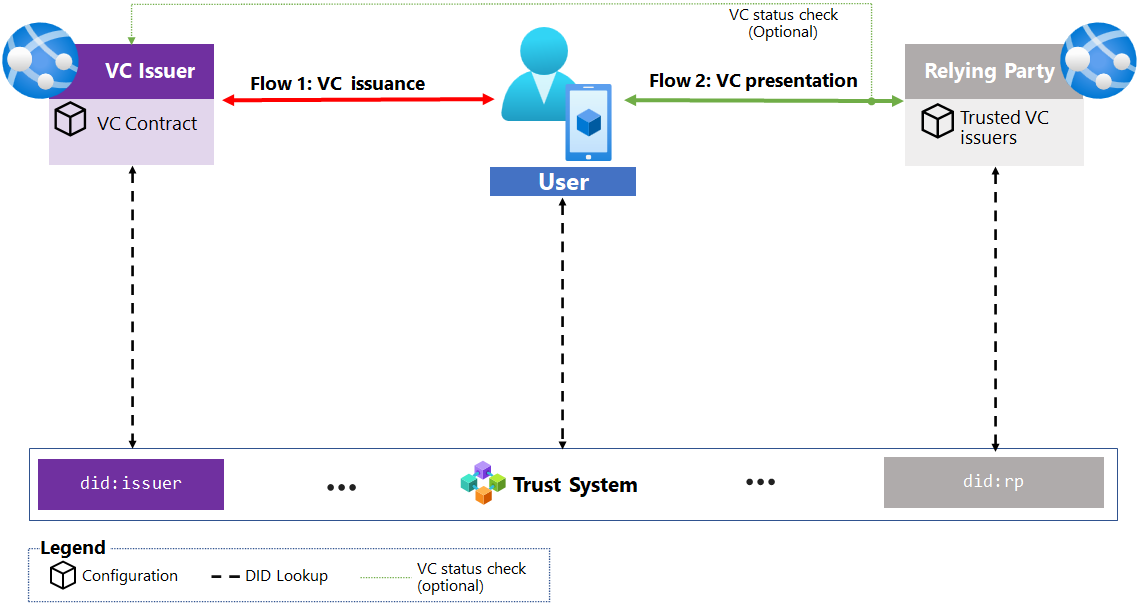 VC status check
(Optional)
VC Issuer
Flow 1: VC issuance
Flow 2: VC presentation
Relying Party
VC Contract
Trusted VC
issuers
User
did:issuer
•••
Trust System
•••
did:rp
Legend
Configuration
DID Lookup
VC status check
(optional)